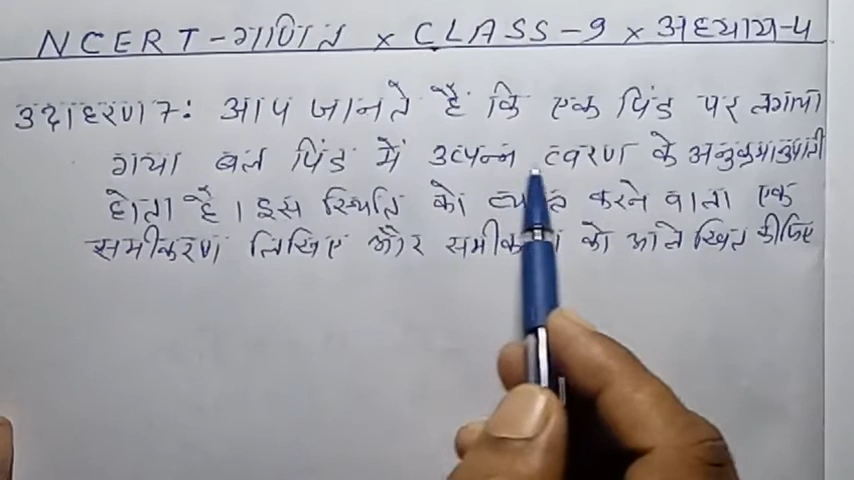 NCERT-गणित × CLASS-9 × अध्याय-4
उदाहरण 7: आप जानते हैं कि एक पिंड पर लगाया
गया बल पिंड में उत्पन्न त्वरण के अनुक्रमानुपाती
होता है। इस स्थिति को करने वाला एक
समीकरण लिखिए और को आलेखित कीजिए